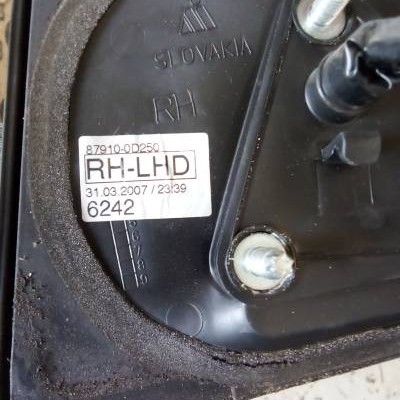 SLOVAKIA
RH
87910-0D250
RH-LHD
31.03.2007 / 23:39
6242